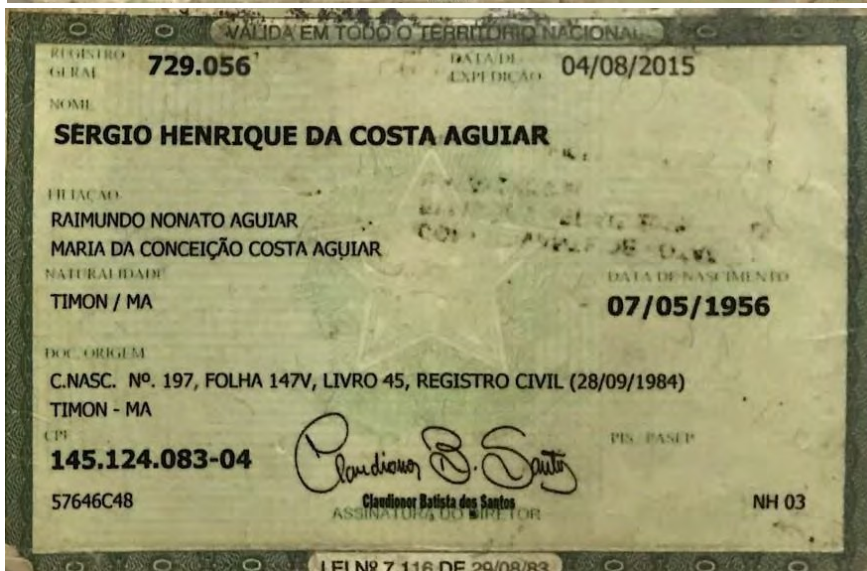 VÁLIDA EM TODO O TERRITÓRIO NACIONAL
REGISTRO GERAL 729.056 DATA DE EXPEDIÇÃO 04/08/2015
NOME
SERGIO HENRIQUE DA COSTA AGUIAR
FILIAÇÃO
RAIMUNDO NONATO AGUIAR
MARIA DA CONCEIÇÃO COSTA AGUIAR
NATURALIDADE DATA DE NASCIMENTO
TIMON / MA 07/05/1956
DOC. ORIGEM
C.NASC. Nº. 197, FOLHA 147V, LIVRO 45, REGISTRO CIVIL (28/09/1984)
TIMON - MA
CPF PIS PASEP
145.124.083-04 Claudionor B. Santos
57646C48 Claudionor Batista dos Santos NH 03
ASSINATURA DO DIRETOR
LEI Nº 7.116 DE 29/08/83